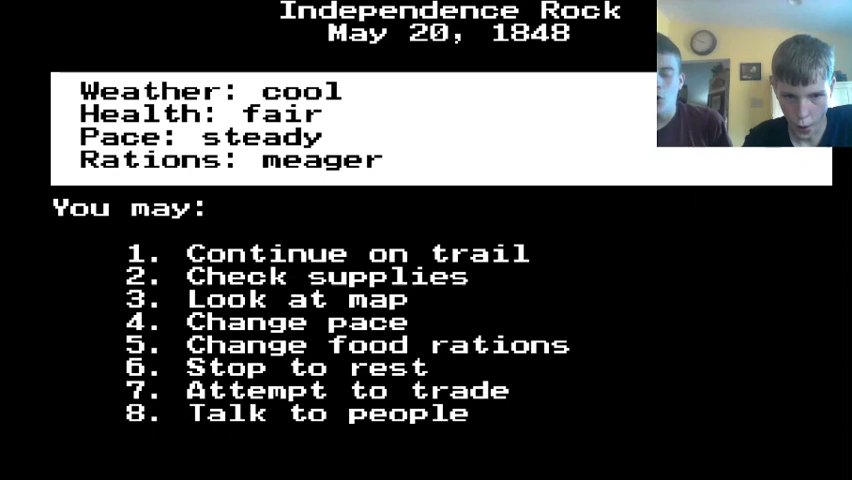 Independence Rock
May 20, 1848
Weather: cool
Health: fair
Pace: steady
Rations: meager
You may:
1. Continue on trail
2. Check supplies
3. Look at map
4. Change pace
5. Change food rations
6. Stop to rest
7. Attempt to trade
8. Talk to people